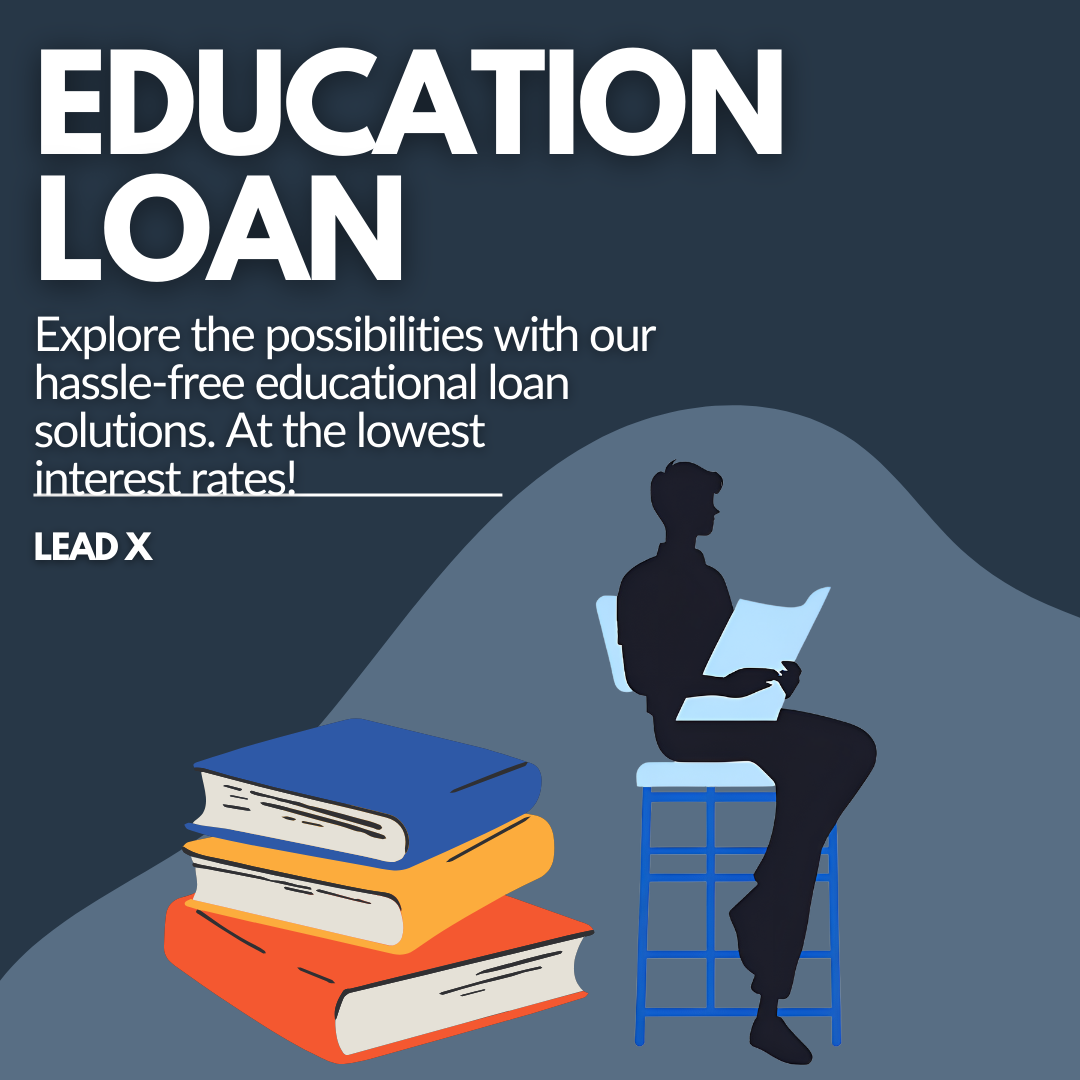 EDUCATION
LOAN
Explore the possibilities with our
hassle-free educational loan
solutions. At the lowest
interest rates!
LEAD X